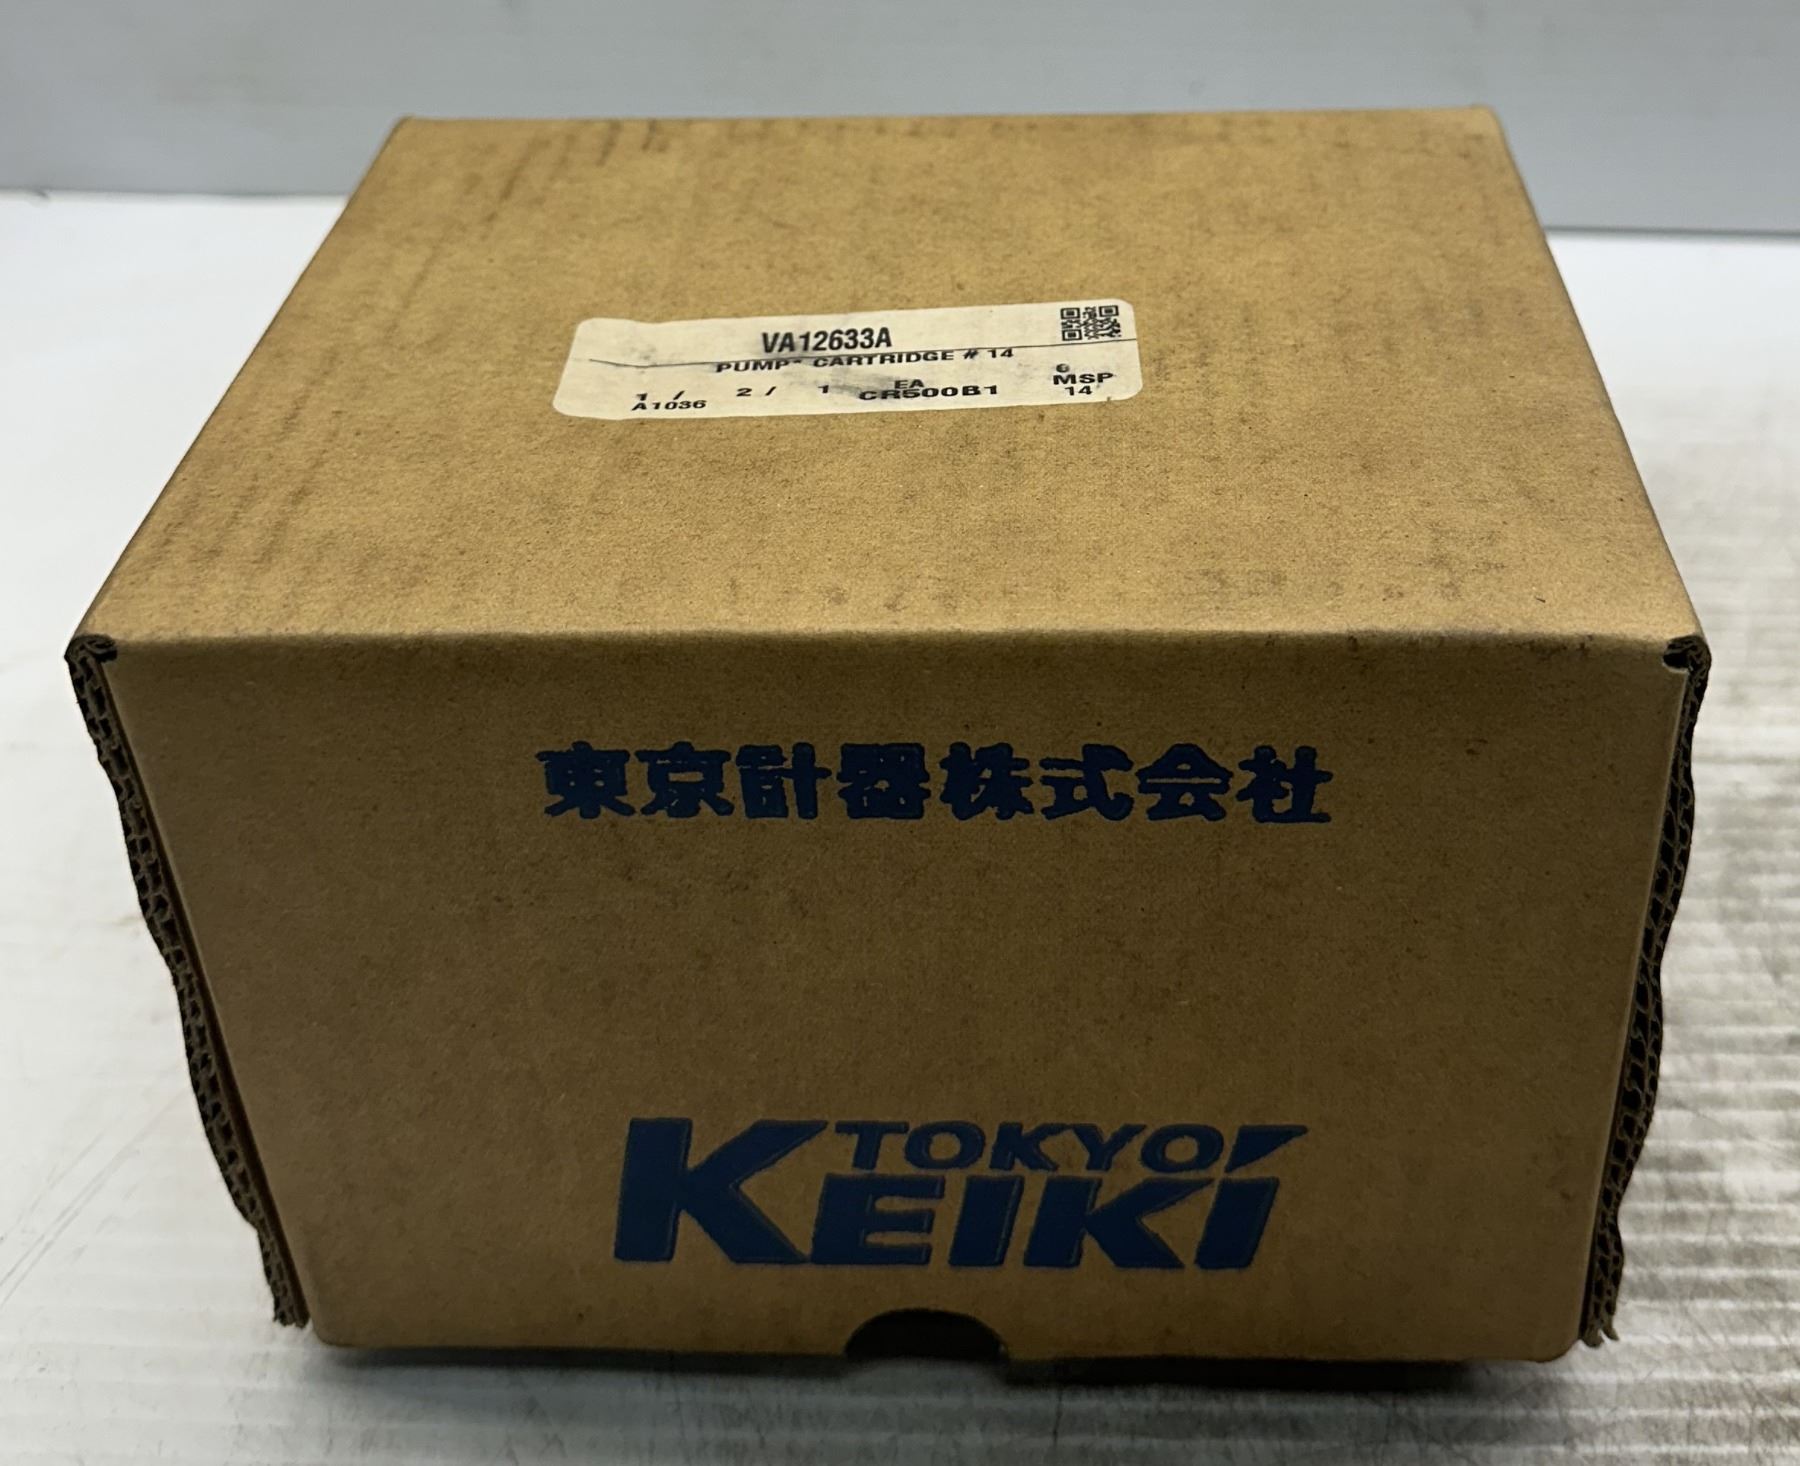 VA12633A
PUMP* CARTRIDGE # 14
1 / 2 / 1 EA 6 MSP
A1036 CR500B1 14
東京計器株式会社
TOKYO
KEIKI